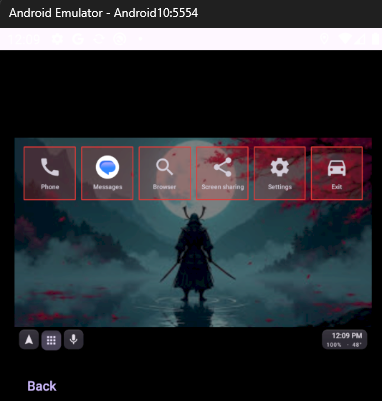 Android Emulator - Android10:5554
Phone Messages Browser Screen sharing Settings Exit
12:09 PM
100% - 48°
Back